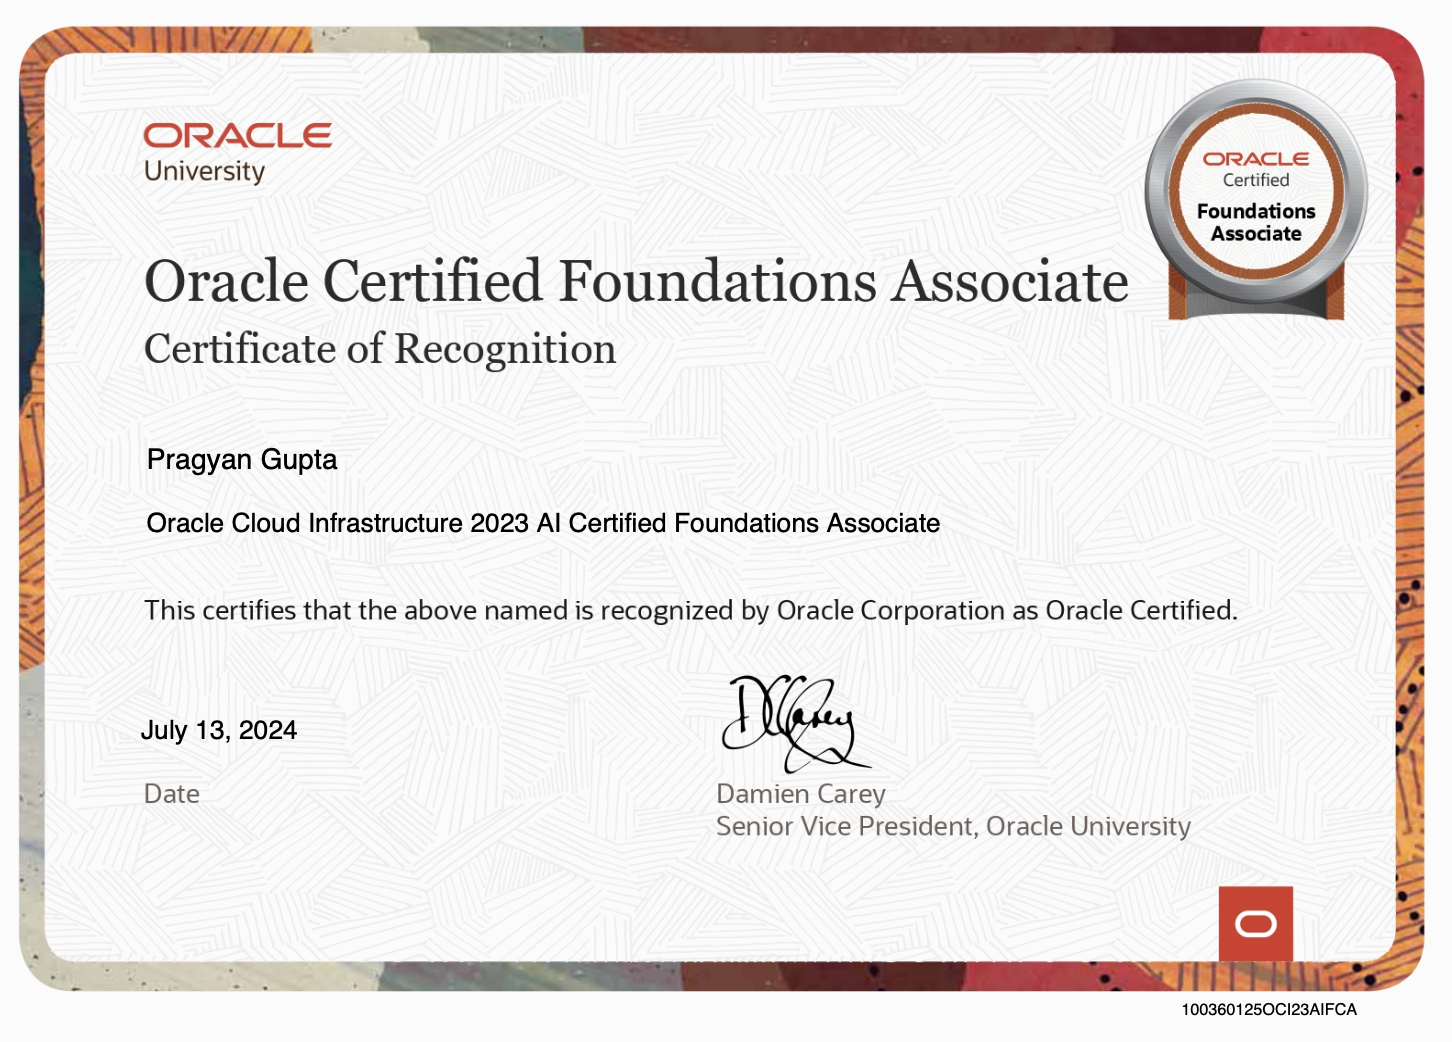 ORACLE
University
ORACLE
Certified
Foundations
Associate
Oracle Certified Foundations Associate
Certificate of Recognition
Pragyan Gupta
Oracle Cloud Infrastructure 2023 AI Certified Foundations Associate
This certifies that the above named is recognized by Oracle Corporation as Oracle Certified.
July 13, 2024
Date
DCarey
Damien Carey
Senior Vice President, Oracle University
100360125OCI23AIFCA